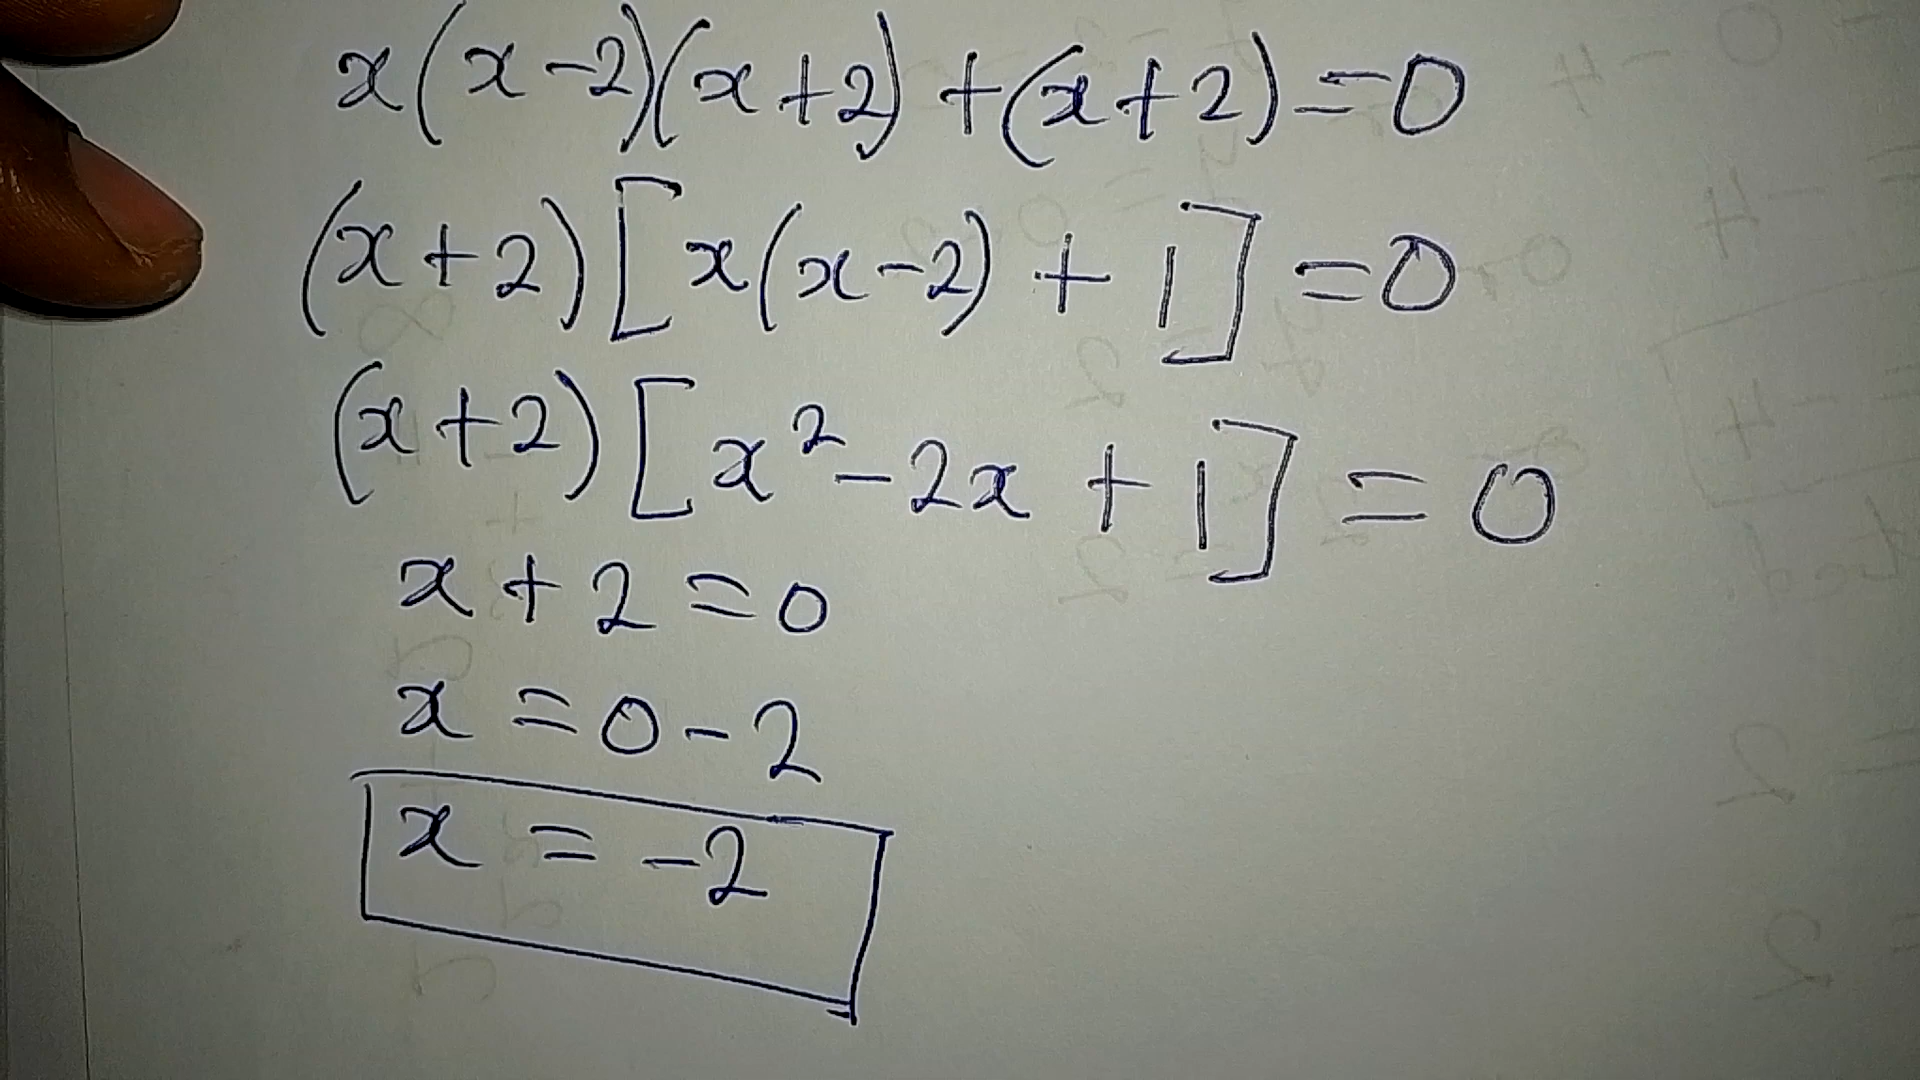 x(x-2)(x+2)+(x+2)=0
(x+2)[x(x-2)+1]=0
(x+2)[x²-2x+1]=0
x+2=0
x=0-2
x=-2